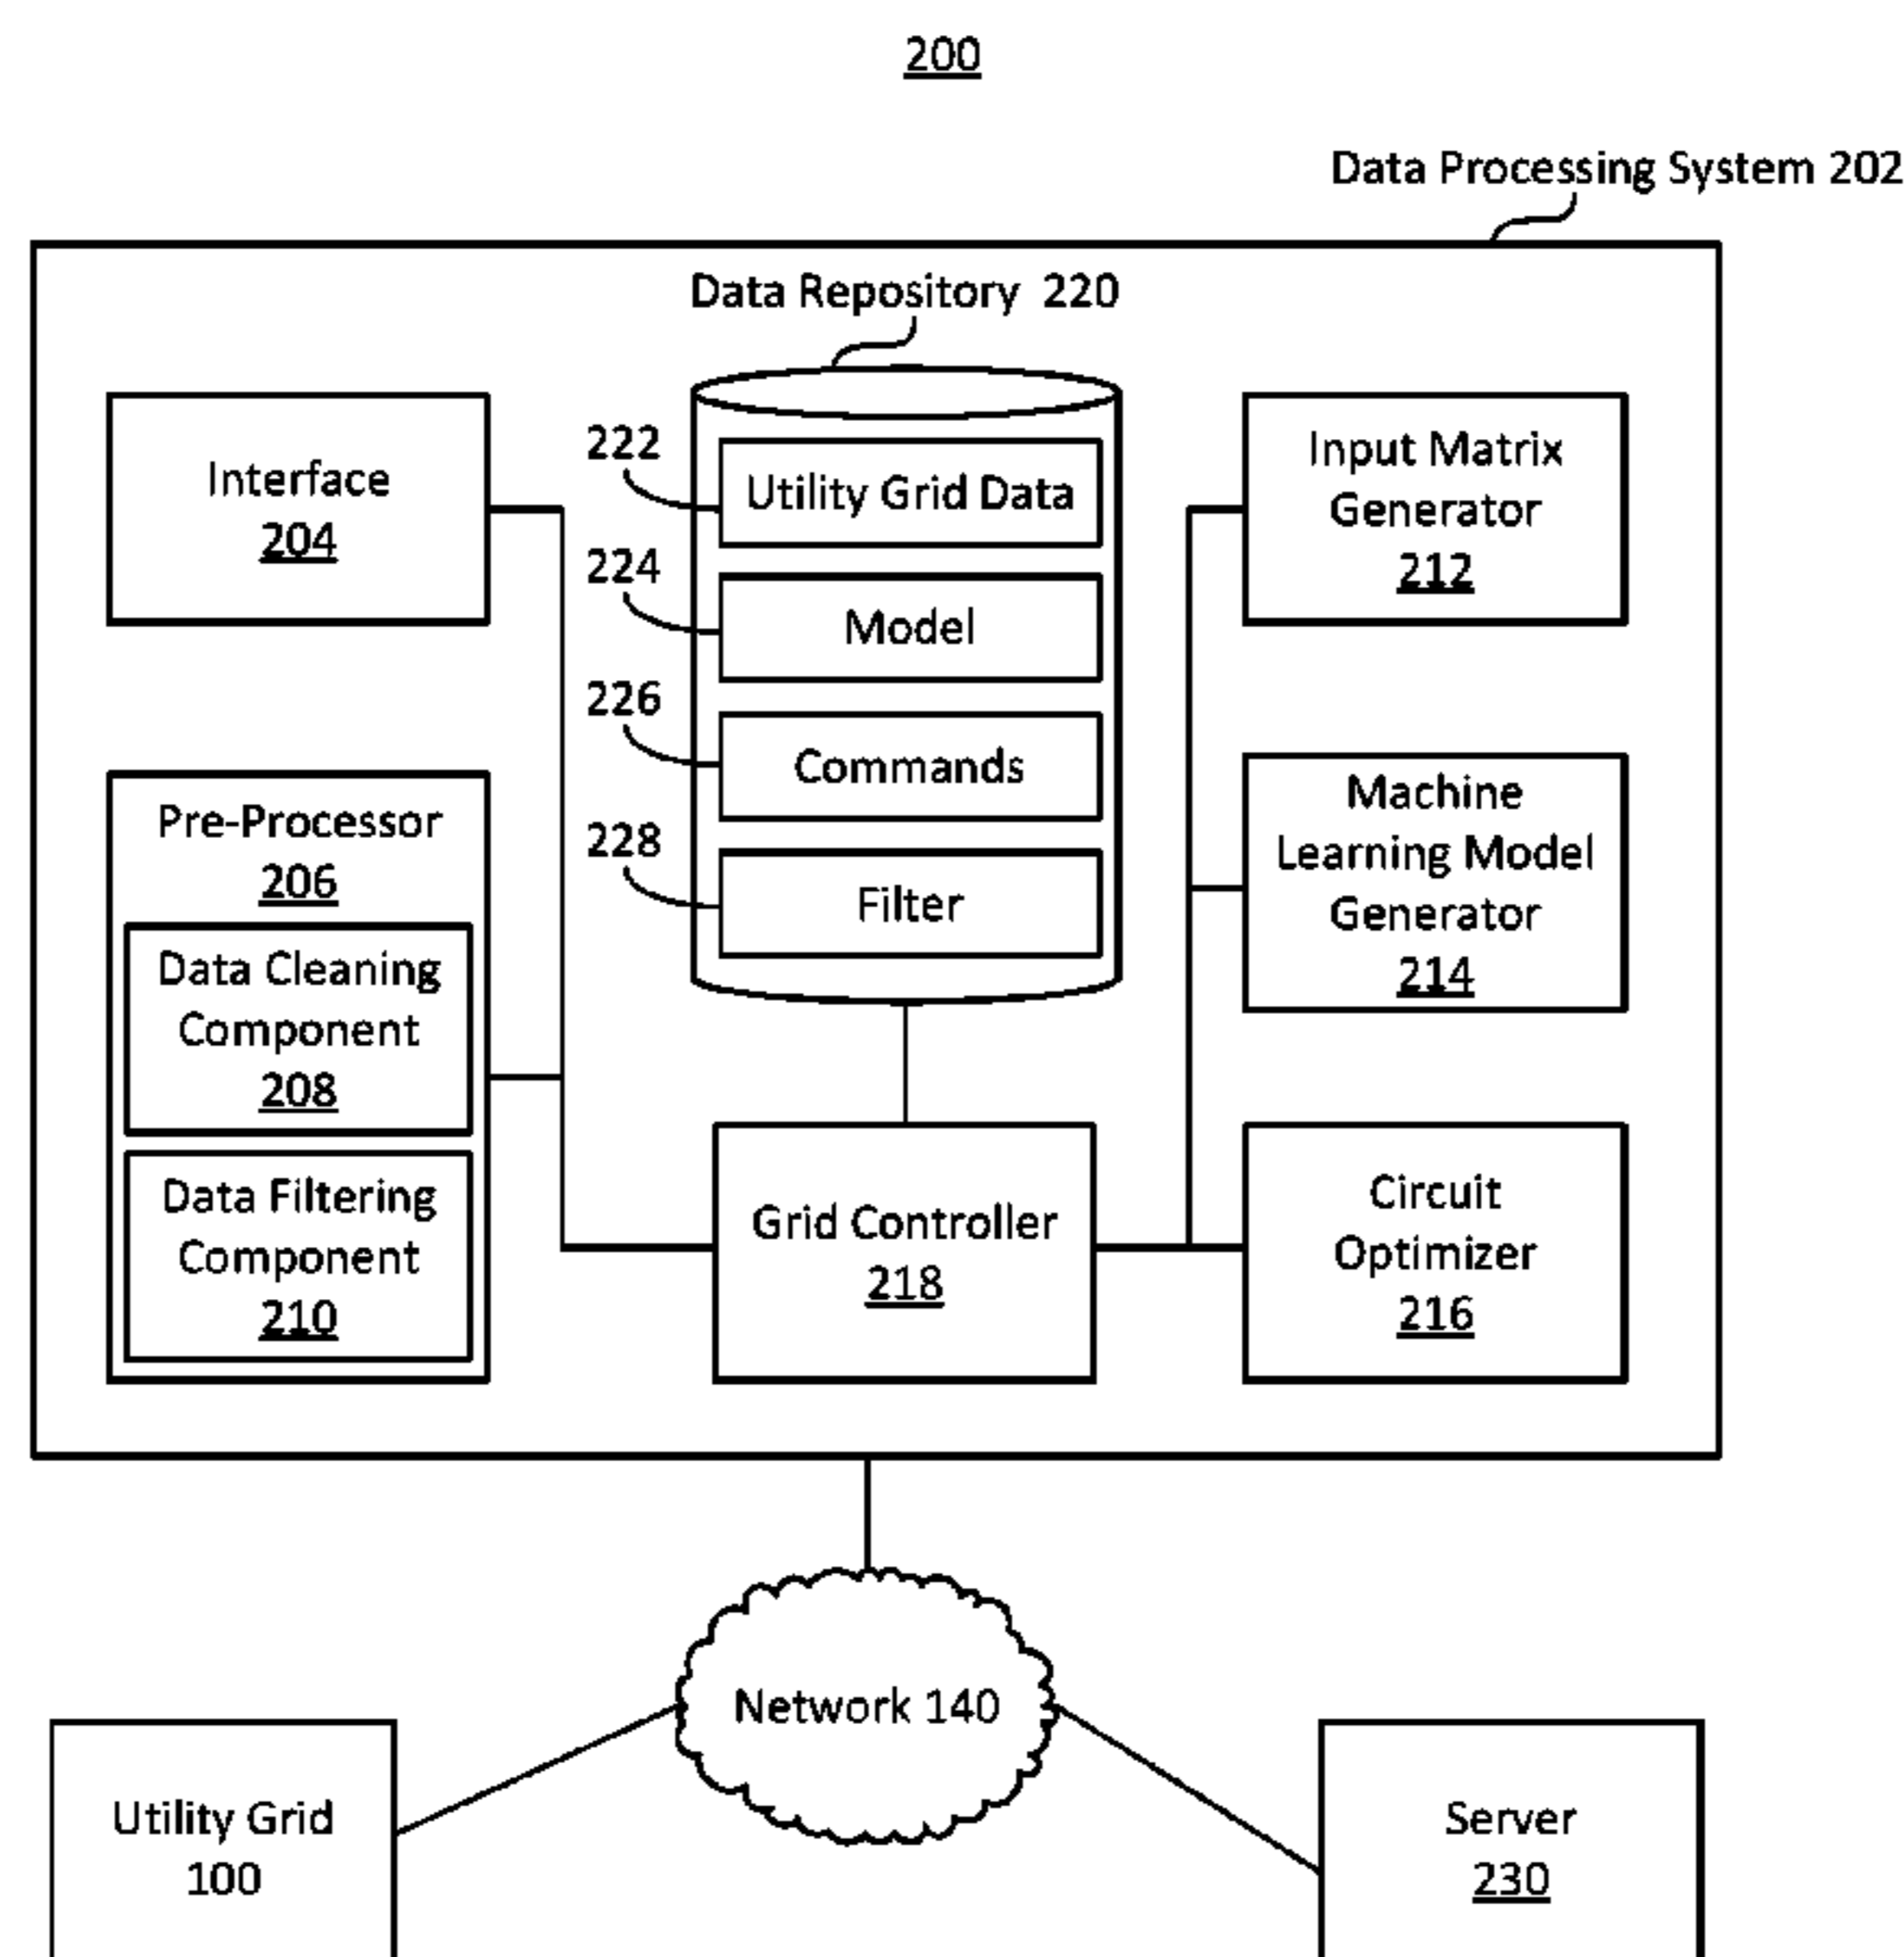 200
Data Processing System 202
Data Repository 220
Interface
204
222
Utility Grid Data
224
Model
226
Commands
228
Filter
Input Matrix
Generator
212
Pre-Processor
206
Data Cleaning
Component
208
Data Filtering
Component
210
Machine
Learning Model
Generator
214
Grid Controller
218
Circuit
Optimizer
216
Network 140
Utility Grid
100
Server
230